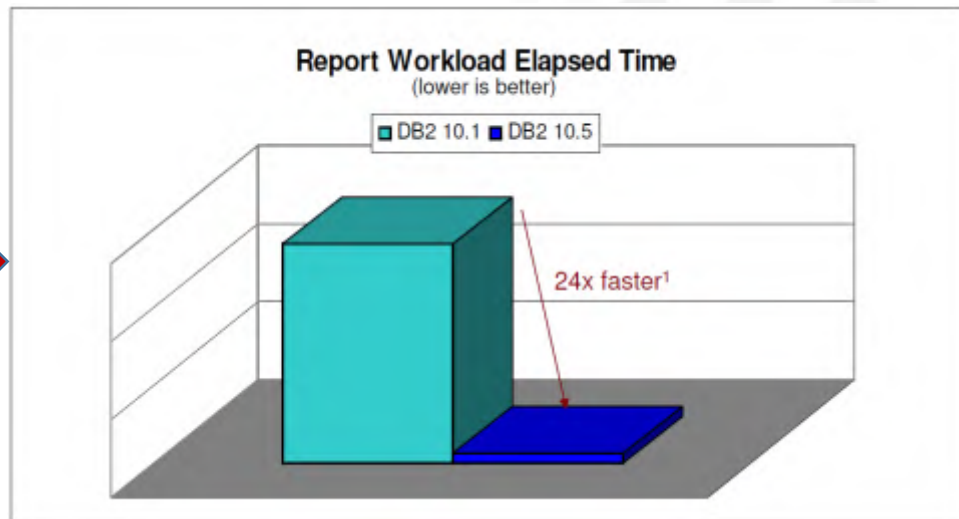 Report Workload Elapsed Time
(lower is better)
DB2 10.1 DB2 10.5
24x faster¹